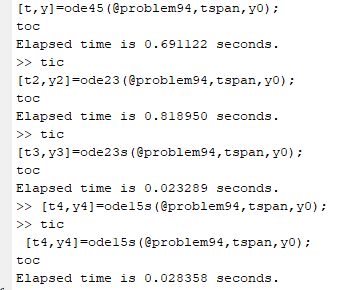 [t,y]=ode45(@problem94,tspan,y0);
toc
Elapsed time is 0.691122 seconds.
>> tic
[t2,y2]=ode23(@problem94,tspan,y0);
toc
Elapsed time is 0.818950 seconds.
>> tic
[t3,y3]=ode23s(@problem94,tspan,y0);
toc
Elapsed time is 0.023289 seconds.
>> [t4,y4]=ode15s(@problem94,tspan,y0);
>> tic
[t4,y4]=ode15s(@problem94,tspan,y0);
toc
Elapsed time is 0.028358 seconds.